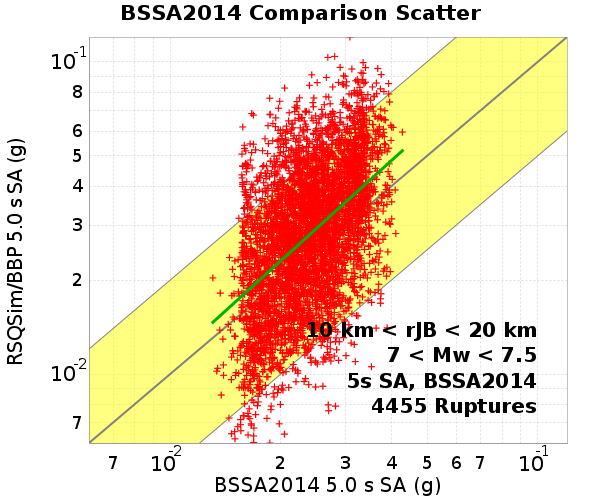 BSSA2014 Comparison Scatter
RSQSim/BBP 5.0 s SA (g)
10-1
8
6
5
4
3
2
10-2
7
10 km < rJB < 20 km
7 < Mw < 7.5
5s SA, BSSA2014
4455 Ruptures
7 10-2 2 3 4 5 6 7 10-1
BSSA2014 5.0 s SA (g)